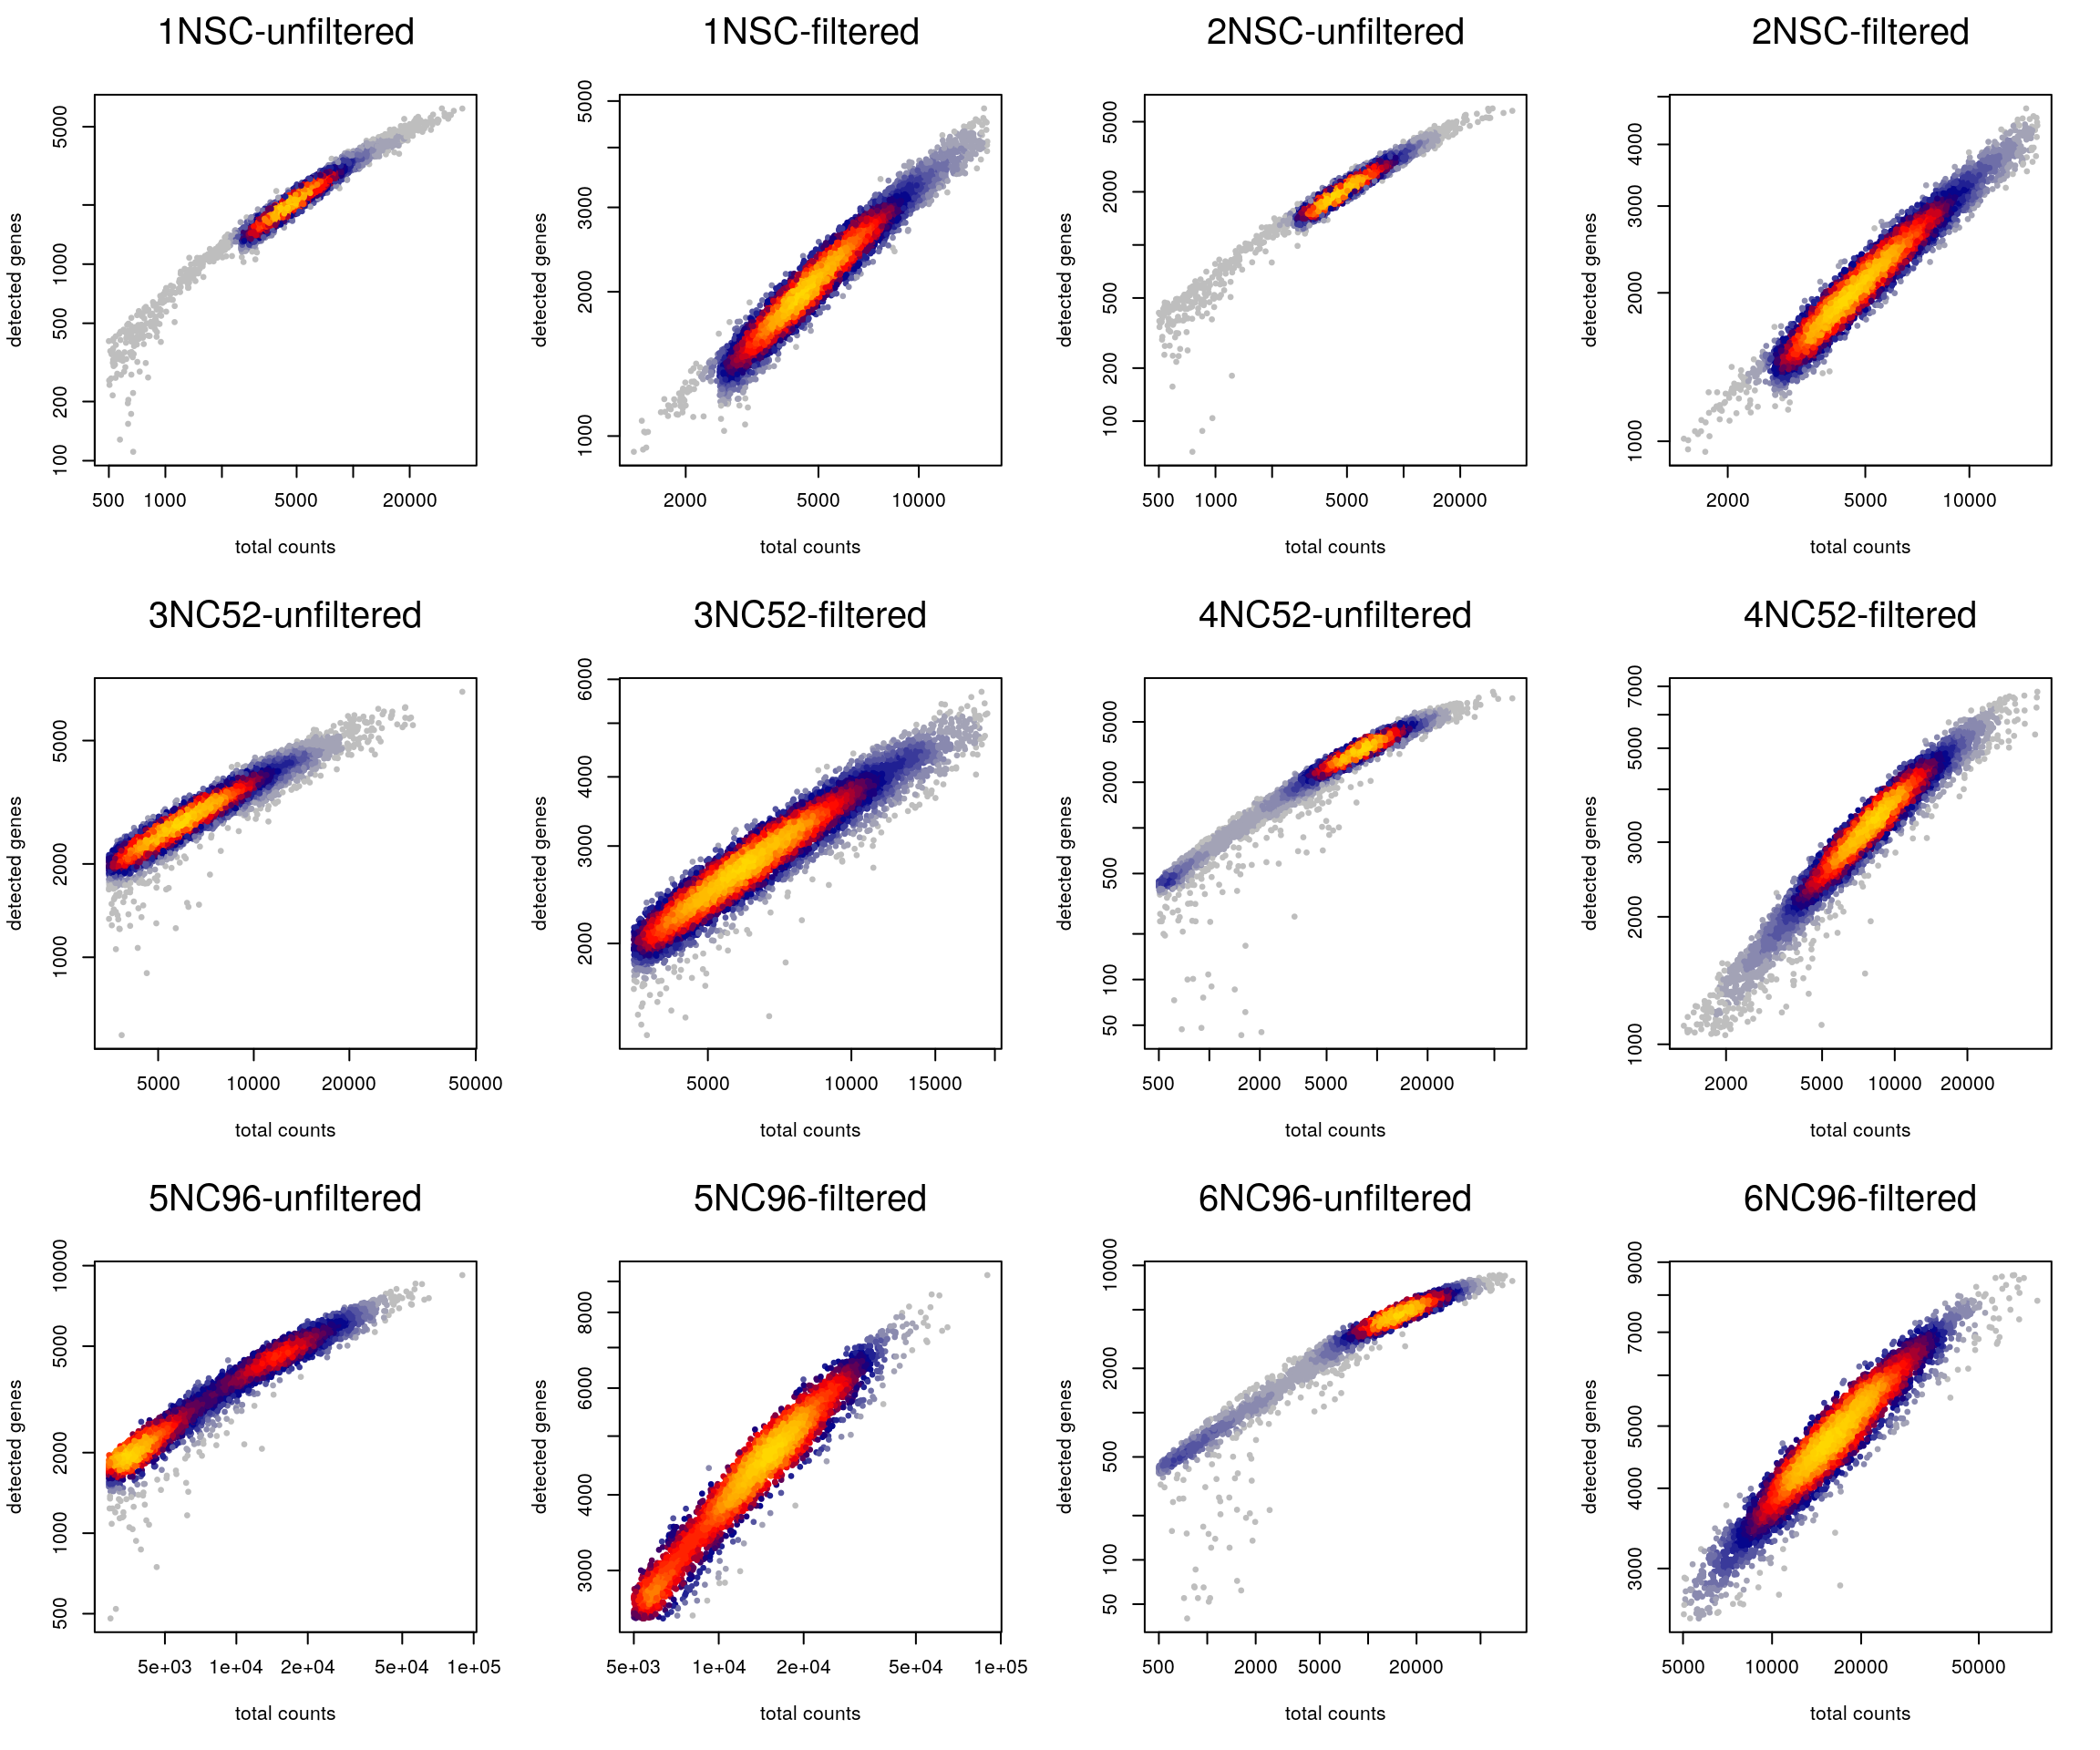 1NSC-unfiltered
5000
1000
500
200
100
detected genes
500 1000 5000 20000
total counts
1NSC-filtered
5000
3000
2000
1000
detected genes
2000 5000 10000
total counts
2NSC-unfiltered
5000
2000
500
200
100
detected genes
500 1000 5000 20000
total counts
2NSC-filtered
4000
3000
2000
1000
detected genes
2000 5000 10000
total counts
3NC52-unfiltered
5000
2000
1000
detected genes
5000 10000 20000 50000
total counts
3NC52-filtered
6000
4000
3000
2000
detected genes
5000 10000 15000
total counts
4NC52-unfiltered
5000
2000
500
100
50
detected genes
500 2000 5000 20000
total counts
4NC52-filtered
7000
5000
3000
2000
1000
detected genes
2000 5000 10000 20000
total counts
5NC96-unfiltered
10000
5000
2000
1000
500
detected genes
5e+03 1e+04 2e+04 5e+04 1e+05
total counts
5NC96-filtered
8000
6000
4000
3000
detected genes
5e+03 1e+04 2e+04 5e+04 1e+05
total counts
6NC96-unfiltered
10000
2000
500
100
50
detected genes
500 2000 5000 20000
total counts
6NC96-filtered
9000
7000
5000
4000
3000
detected genes
5000 10000 20000 50000
total counts